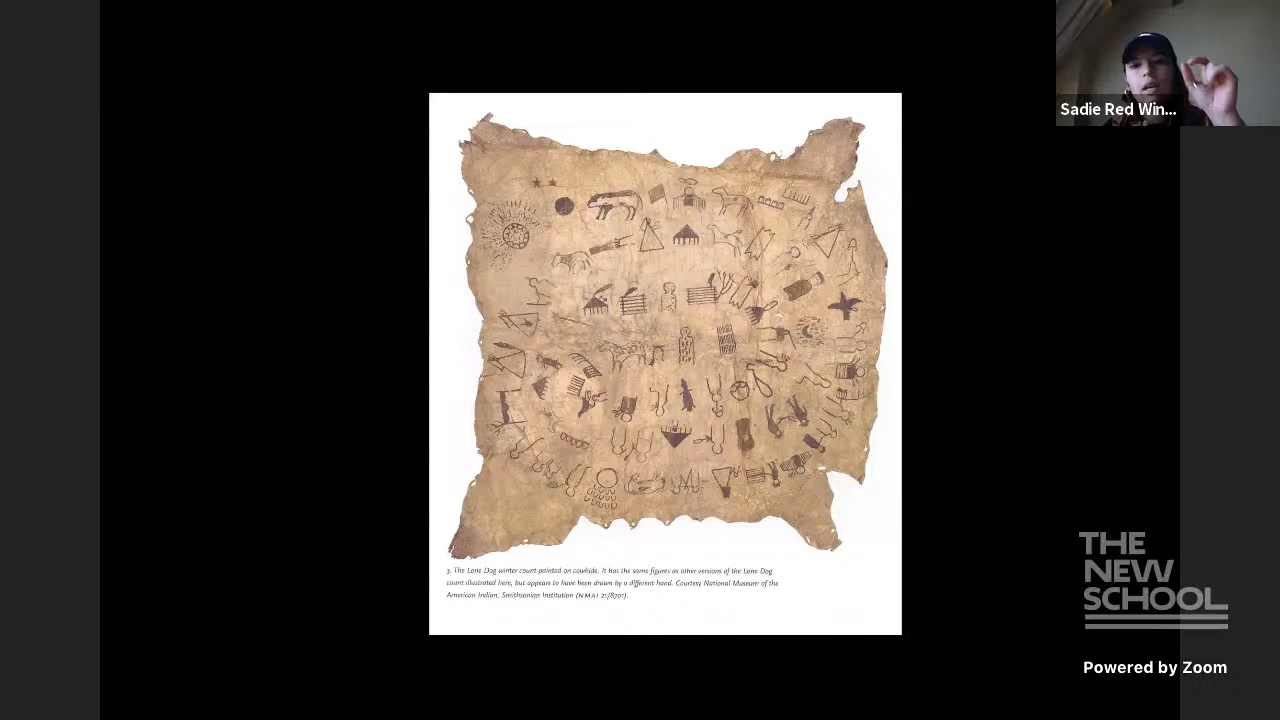 Sadie Red Win...
3. The Lone Dog winter count painted on cowhide. It has the same figures as other versions of the Lone Dog
count illustrated here, but appears to have been drawn by a different hand. Courtesy National Museum of the
American Indian, Smithsonian Institution (NMAI 21/8701).
THE
NEW
SCHOOL
Powered by Zoom